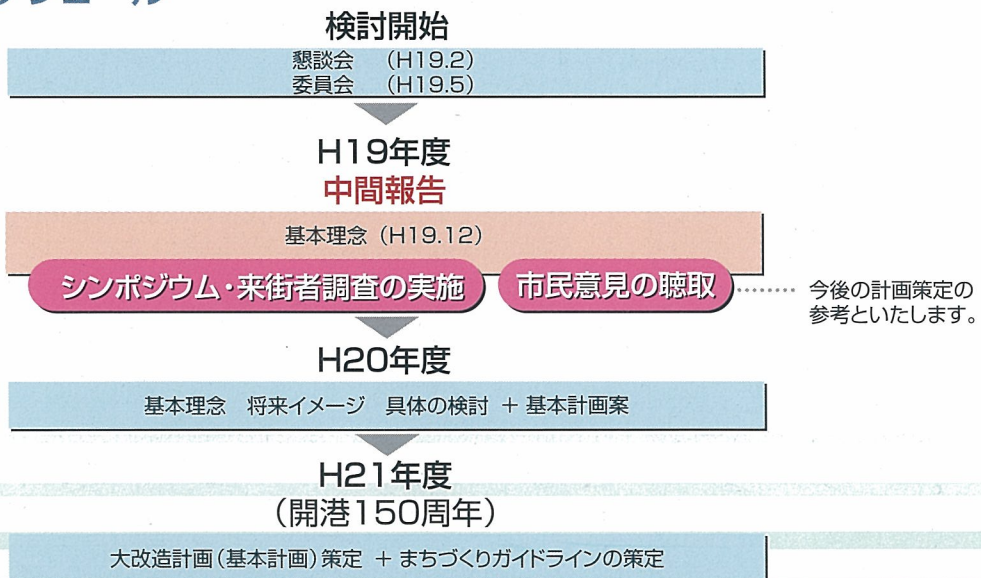 検討開始
懇談会 (H19.2)
委員会 (H19.5)
H19年度
中間報告
基本理念 (H19.12)
シンポジウム・来街者調査の実施
市民意見の聴取
今後の計画策定の
参考といたします。
H20年度
基本理念 将来イメージ 具体の検討 + 基本計画案
H21年度
(開港150周年)
大改造計画(基本計画)策定 + まちづくりガイドラインの策定